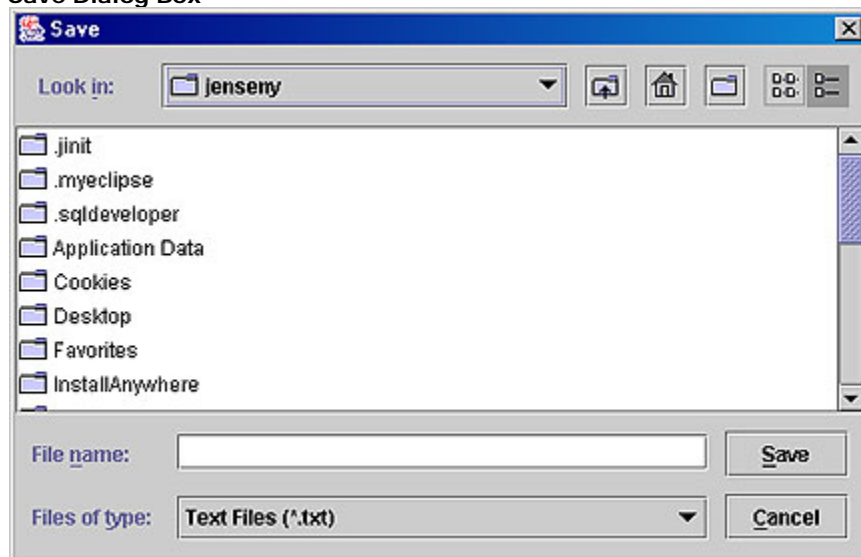 Save Dialog Box
Save
Look in: jenseny
.jinit
.myeclipse
.sqldeveloper
Application Data
Cookies
Desktop
Favorites
InstallAnywhere
File name: Save
Files of type: Text Files (*.txt) Cancel